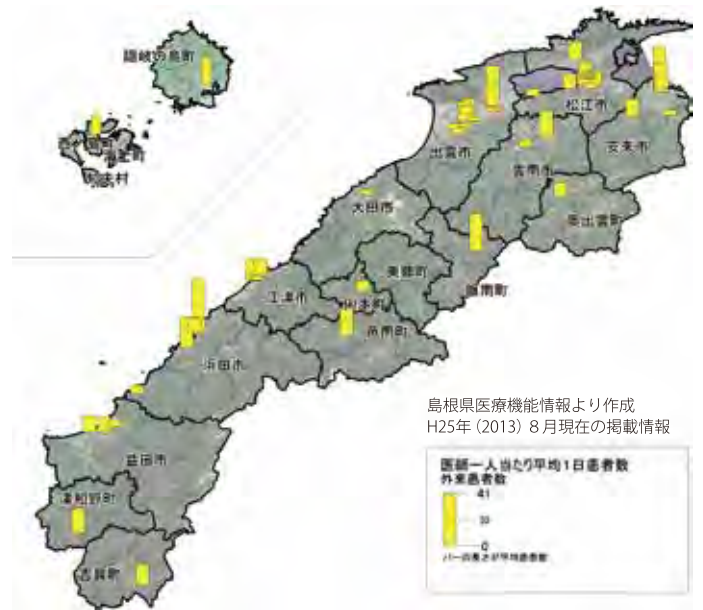 隠岐の島町
海士町
知夫村
松江市
出雲市
安来市
雲南市
大田市
奥出雲町
美郷町
飯南町
江津市
川本町
邑南町
浜田市
益田市
津和野町
吉賀町
島根県医療機能情報より作成
H25年 (2013) 8月現在の掲載情報
医師一人当たり平均1日患者数
外来患者数
41
0
バーの長さが平均患者数